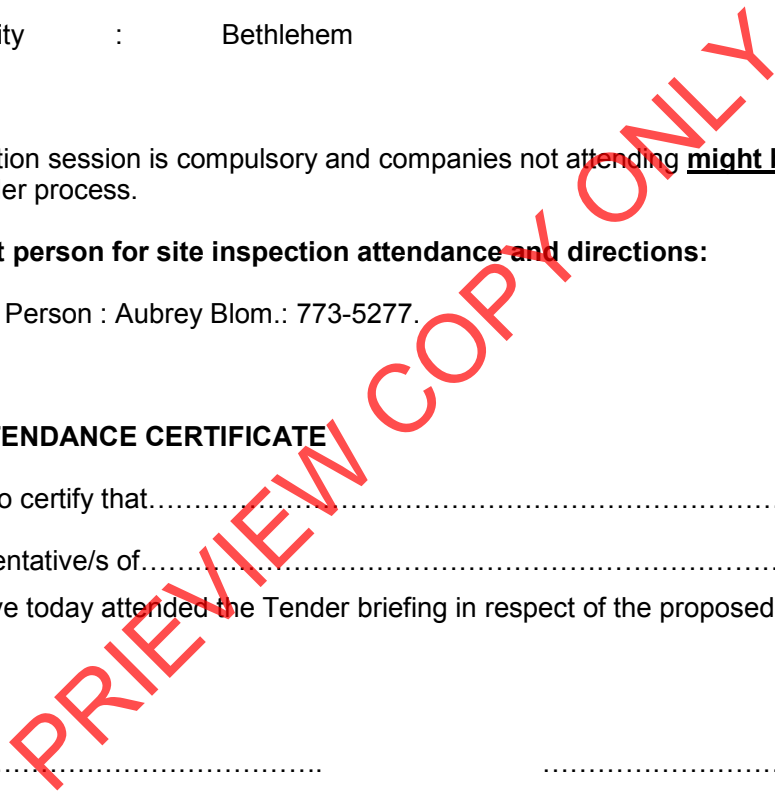 ity : Bethlehem
tion session is compulsory and companies not attending might
er process.
t person for site inspection attendance and directions:
Person : Aubrey Blom.: 773-5277.
TENDANCE CERTIFICATE
o certify that……………………………………………………………
entative/s of……………………………………………………………
ve today attended the Tender briefing in respect of the proposed
……………………………………. ………………………
PRIEVIEW COPY ONLY